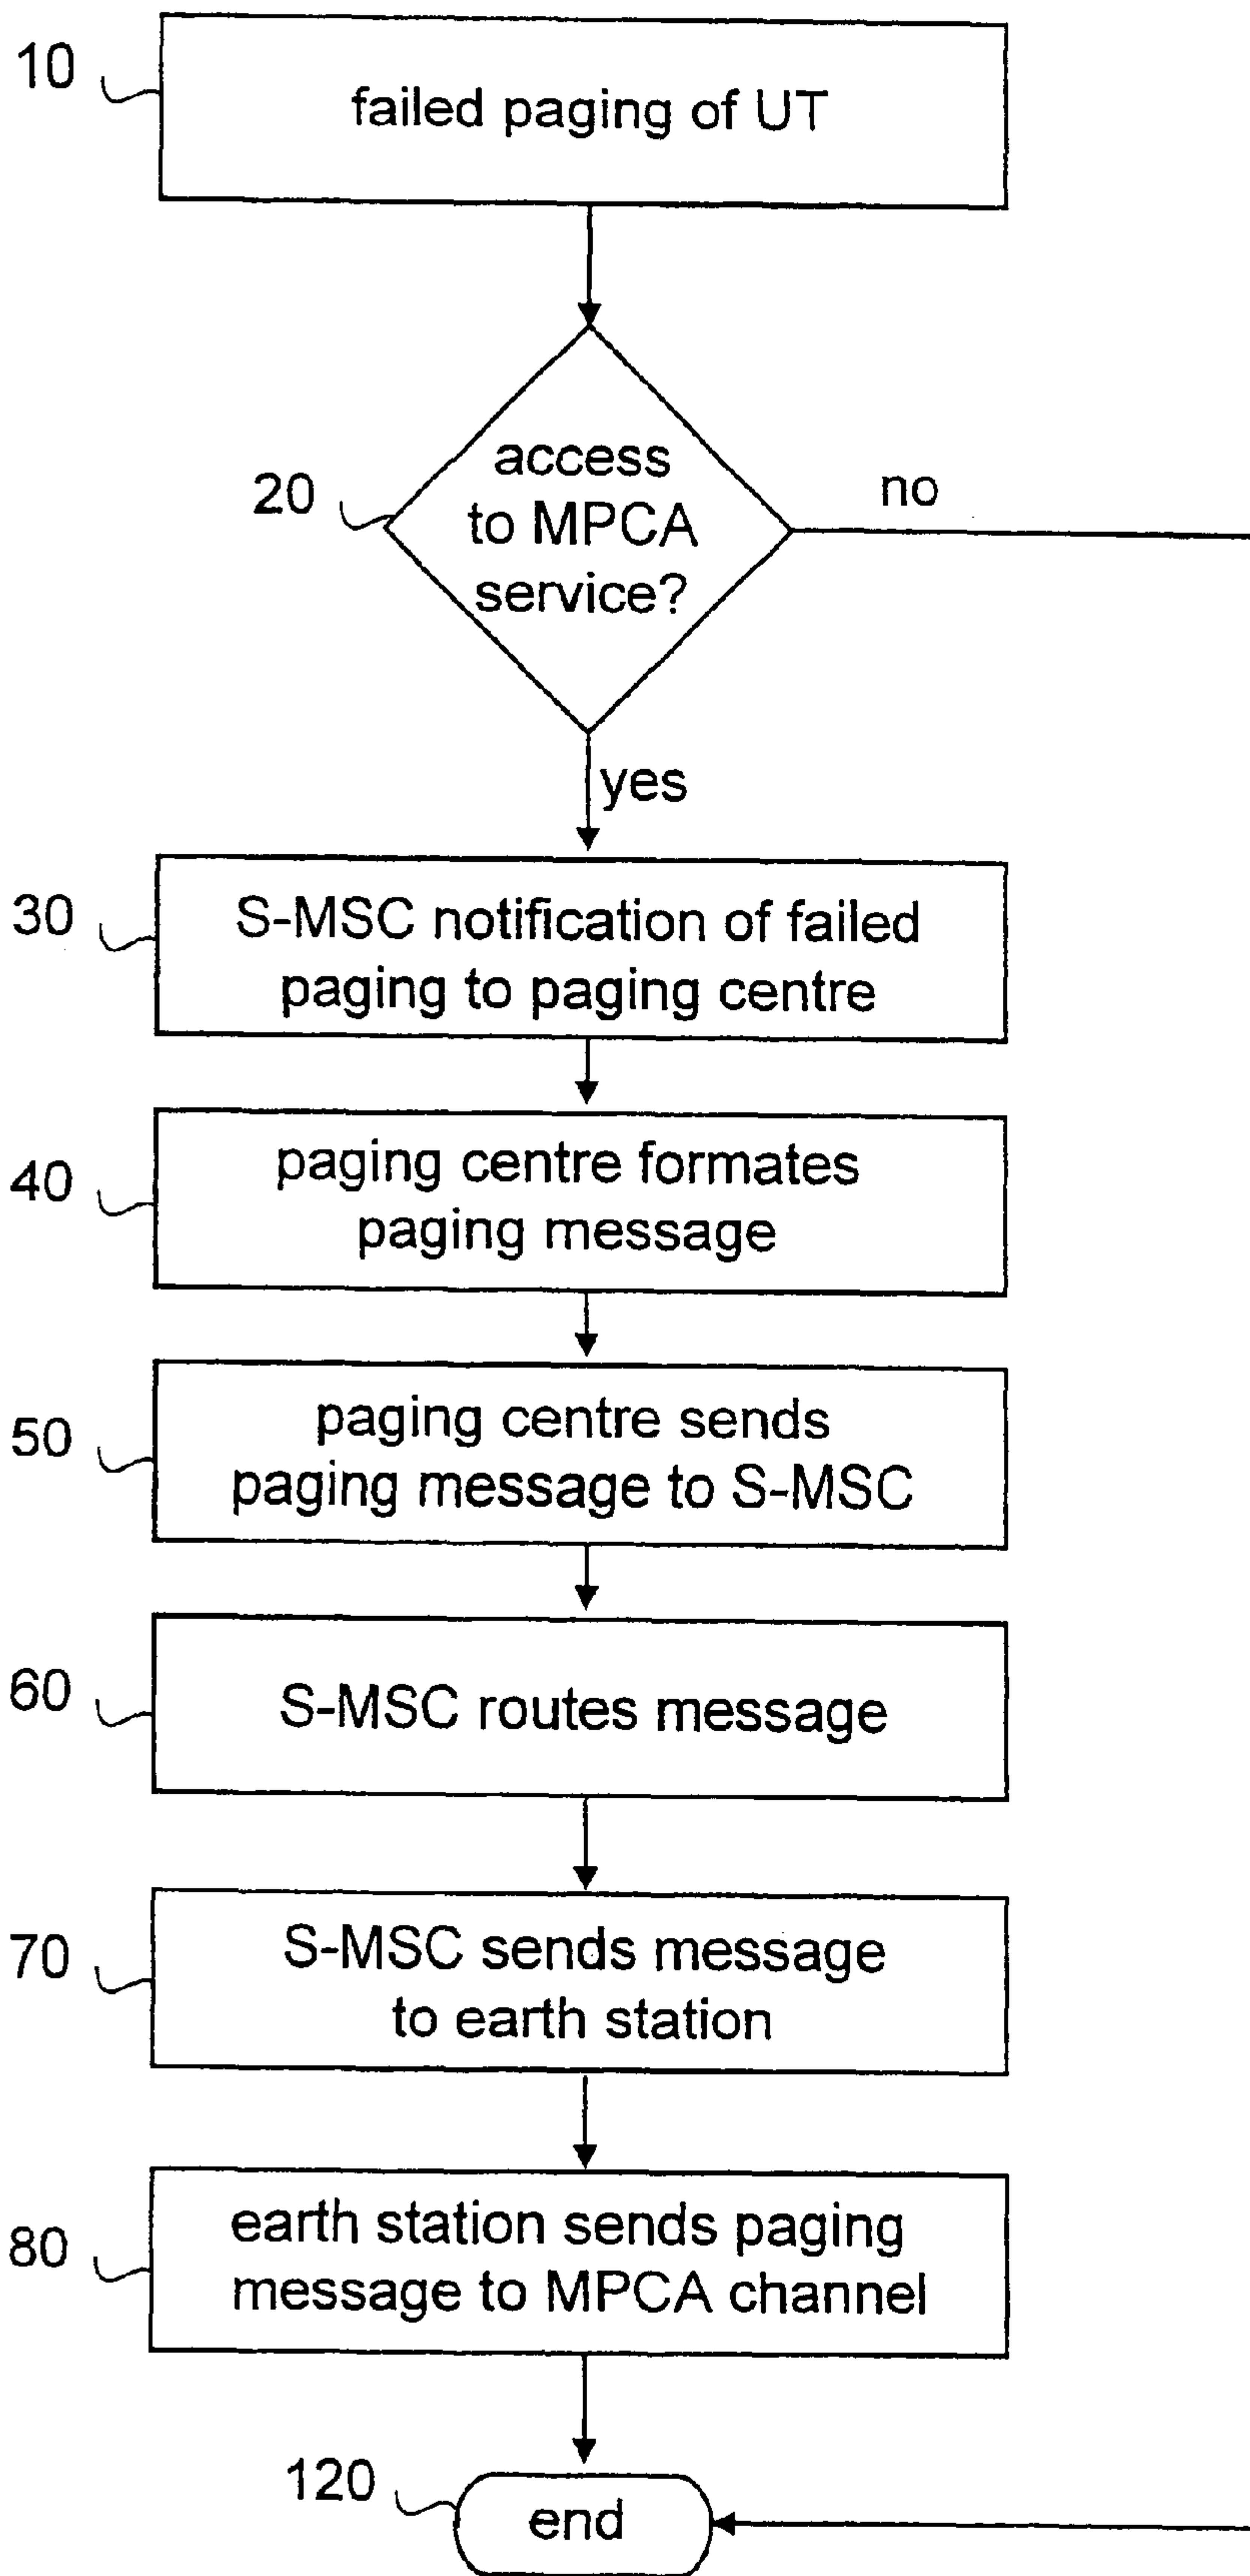 10
failed paging of UT
20
access
to MPCA
service?
no
yes
30
S-MSC notification of failed
paging to paging centre
40
paging centre formates
paging message
50
paging centre sends
paging message to S-MSC
60
S-MSC routes message
70
S-MSC sends message
to earth station
80
earth station sends paging
message to MPCA channel
120
end